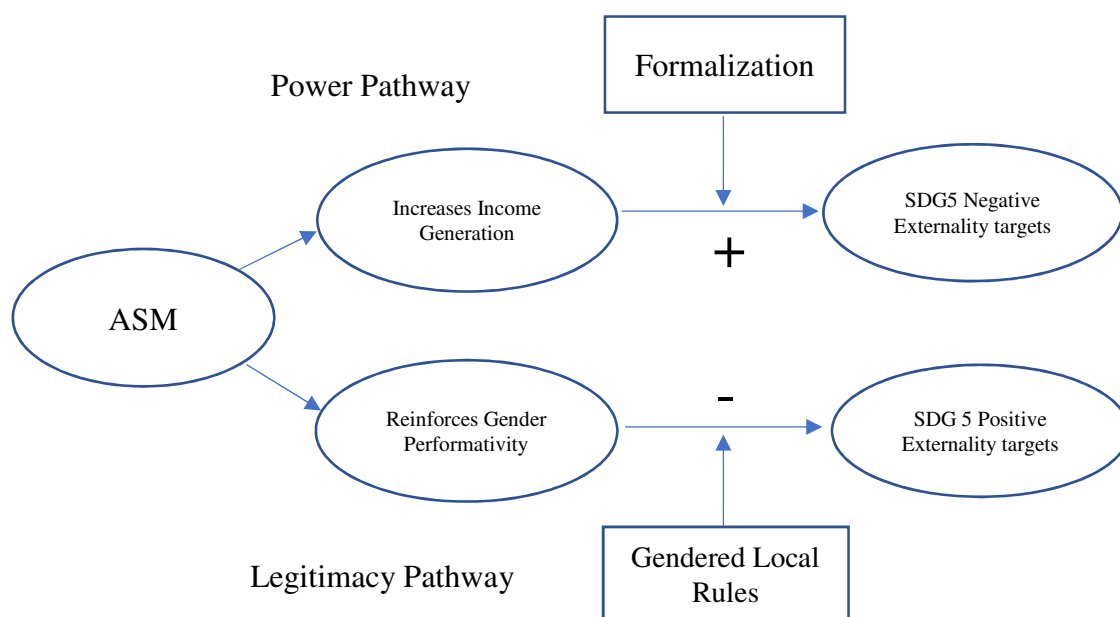 Power Pathway
Formalization
Increases Income
Generation
SDG5 Negative
Externality targets
+
ASM
Reinforces Gender
Performativity
-
SDG 5 Positive
Externality targets
Legitimacy Pathway
Gendered Local
Rules